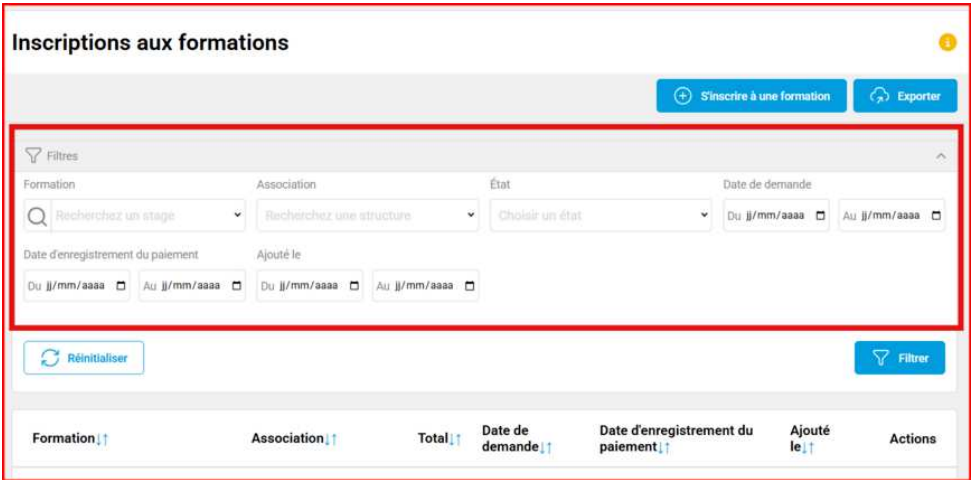 Inscriptions aux formations
S'inscrire à une formation Exporter
Filtres
Formation Association État Date de demande
Recherchez un stage Recherchez une structure Choisir un état Du jj/mm/aaaa Au jj/mm/aaaa
Date d'enregistrement du paiement Ajouté le
Du jj/mm/aaaa Au jj/mm/aaaa Du jj/mm/aaaa Au jj/mm/aaaa
Réinitialiser Filtrer
Formation↓↑ Association↓↑ Total↓↑ Date de demande↓↑ Date d'enregistrement du paiement↓↑ Ajouté le↓↑ Actions